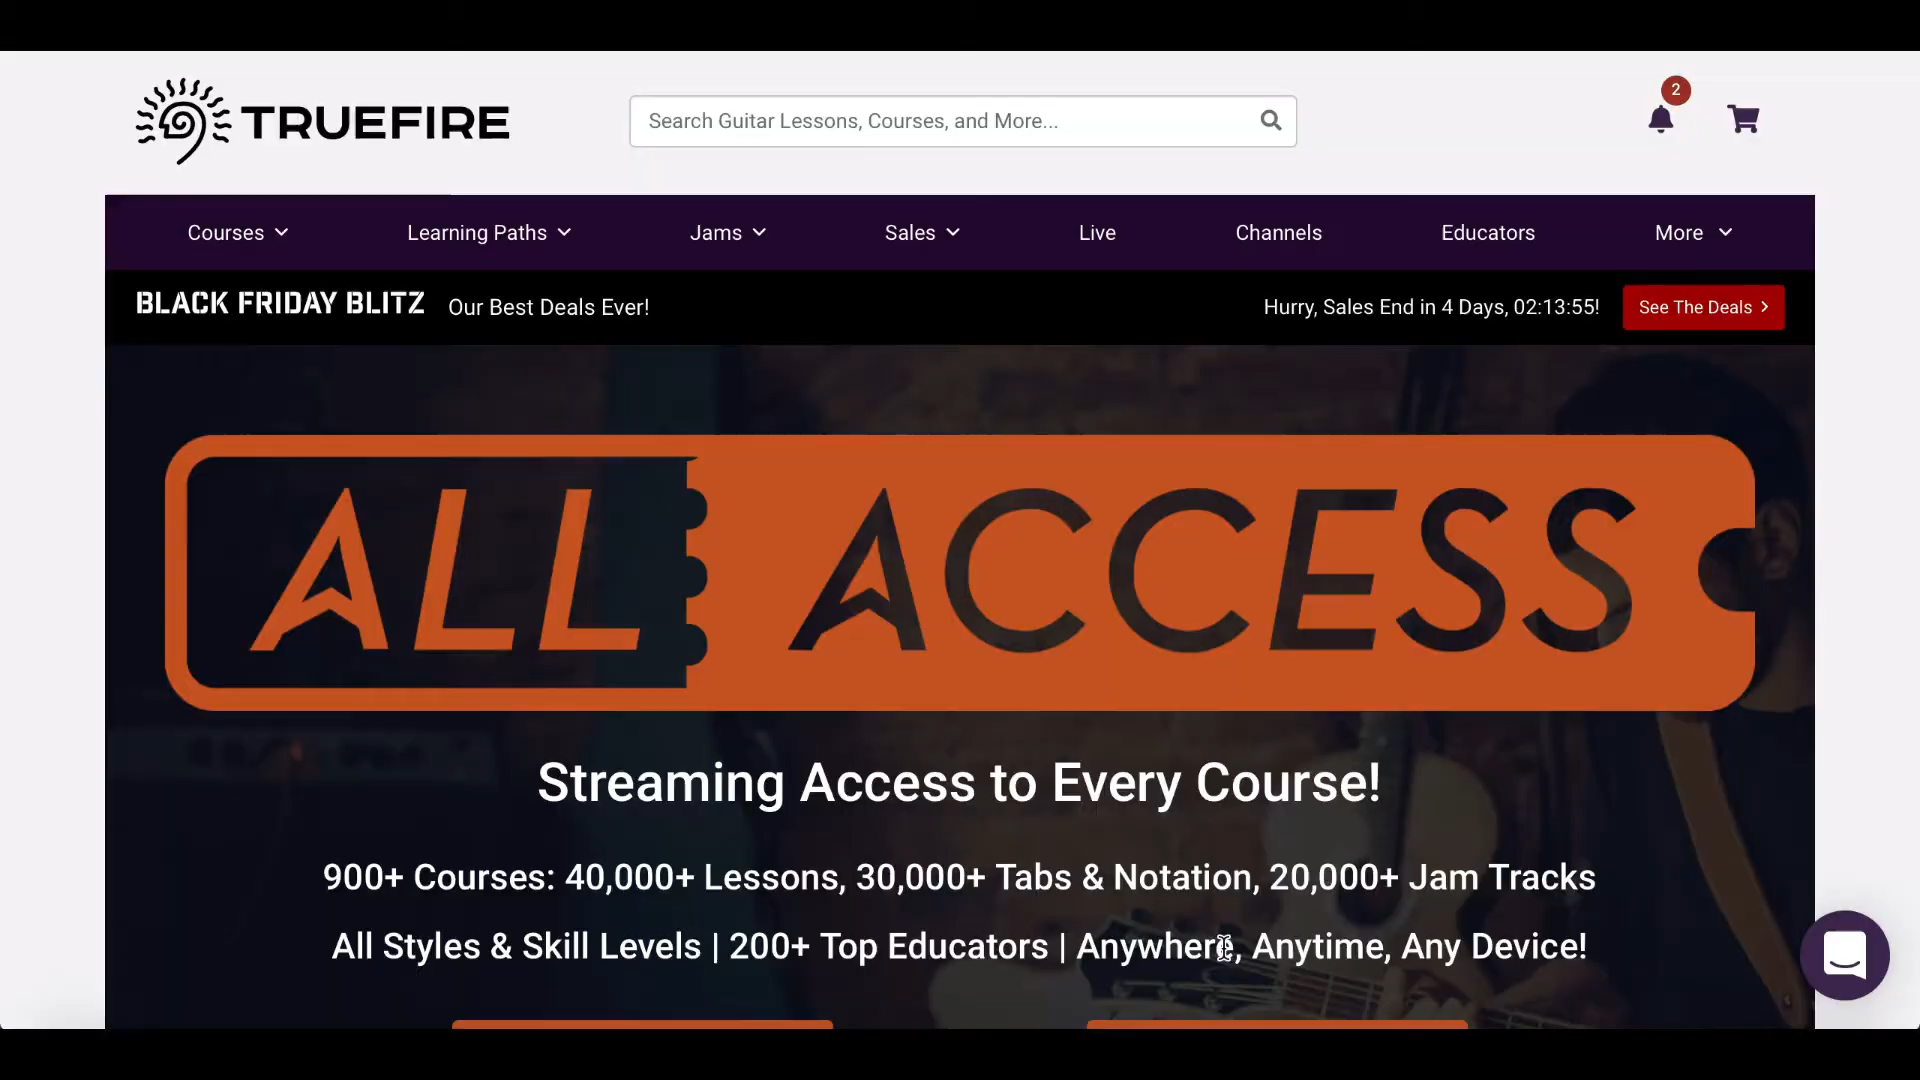 TRUEFIRE
Search Guitar Lessons, Courses, and More...
2
Courses
Learning Paths
Jams
Sales
Live
Channels
Educators
More
BLACK FRIDAY BLITZ
Our Best Deals Ever!
Hurry, Sales End in 4 Days, 02:13:55!
See The Deals
ALL ACCESS
Streaming Access to Every Course!
900+ Courses: 40,000+ Lessons, 30,000+ Tabs & Notation, 20,000+ Jam Tracks
All Styles & Skill Levels | 200+ Top Educators | Anywhere, Anytime, Any Device!